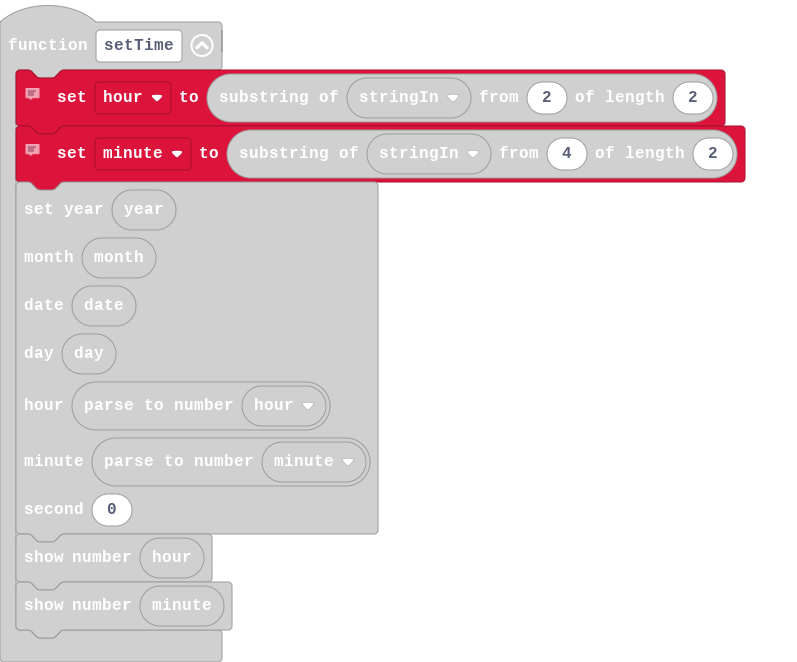 function setTime
set hour to substring of stringIn from 2 of length 2
set minute to substring of stringIn from 4 of length 2
set year year
month month
date date
day day
hour parse to number hour
minute parse to number minute
second 0
show number hour
show number minute